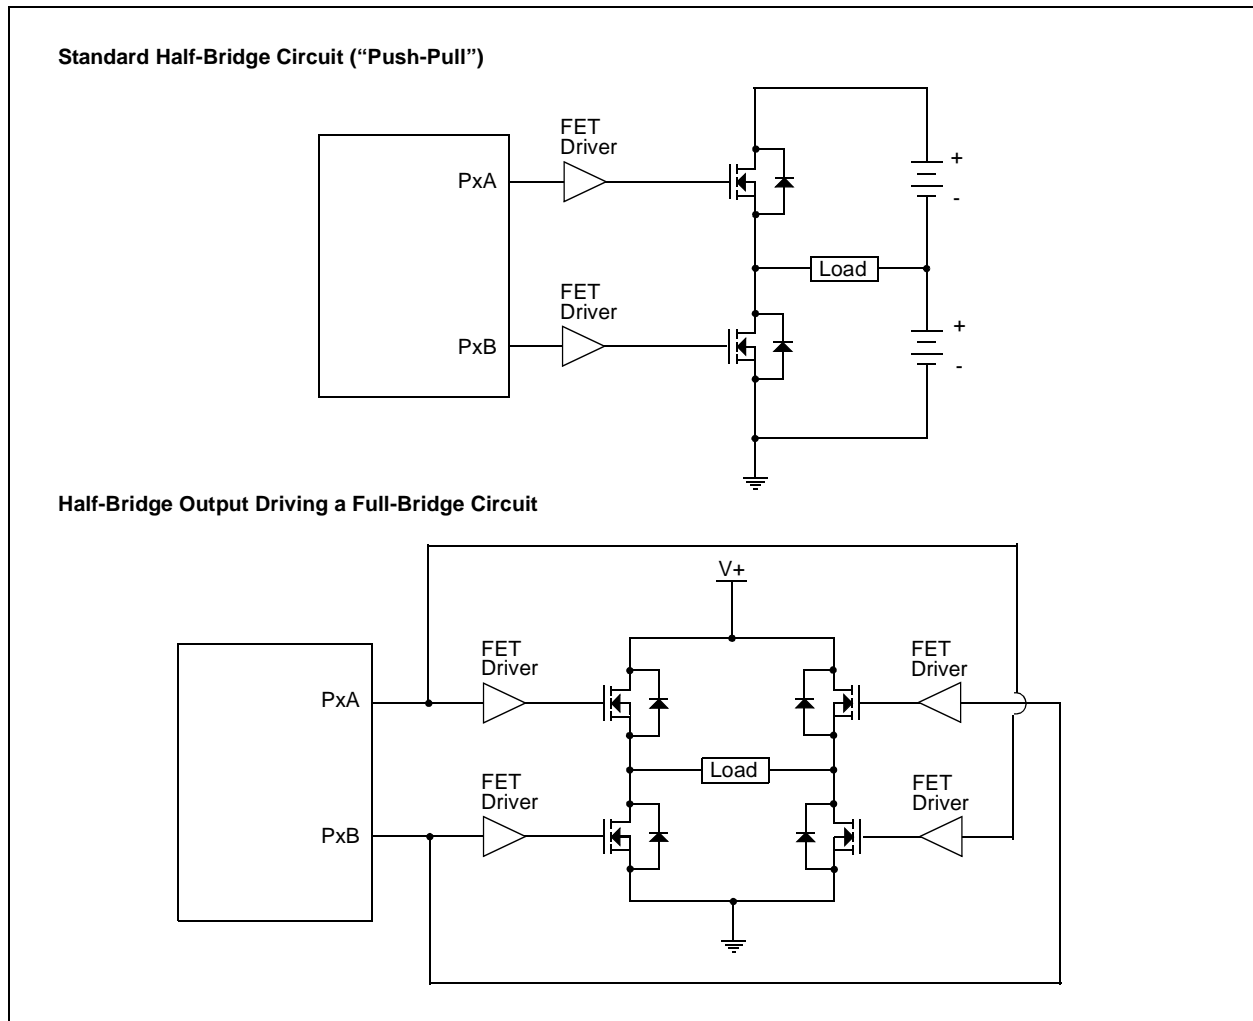 Standard Half-Bridge Circuit (“Push-Pull”)
FET
Driver
PxA
+
-
Load
FET
Driver
PxB
+
-
Half-Bridge Output Driving a Full-Bridge Circuit
V+
FET
Driver
FET
Driver
PxA
Load
FET
Driver
FET
Driver
PxB